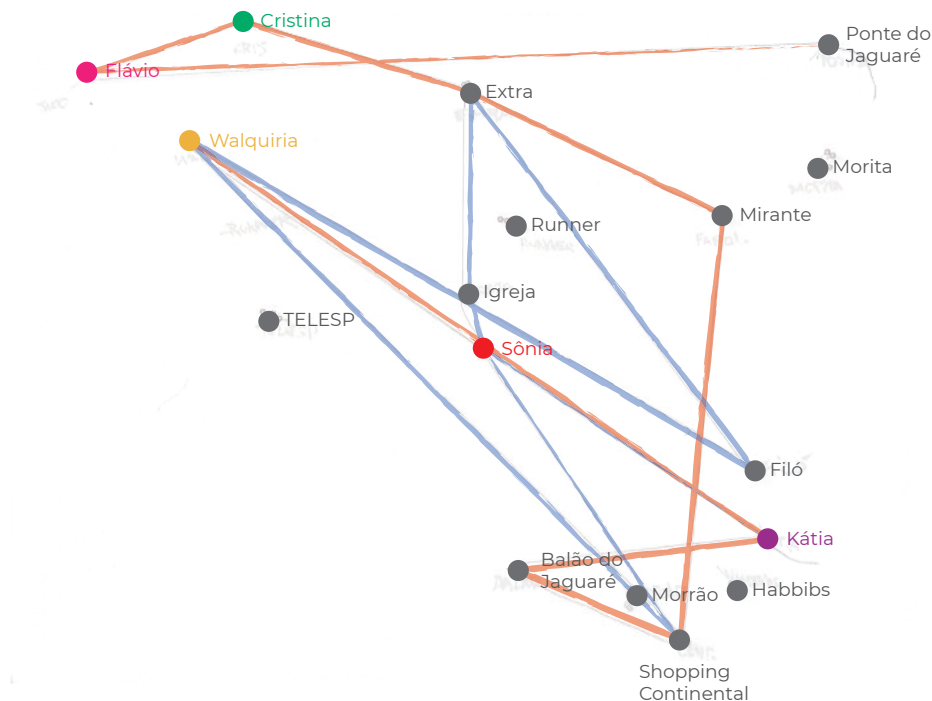 Cristina
Ponte do
Jaguaré
Flávio
Extra
Walquiria
Morita
Mirante
Runner
Igreja
TELESP
Sônia
Filó
Kátia
Balão do
Jaguaré
Morrão
Habbibs
Shopping
Continental